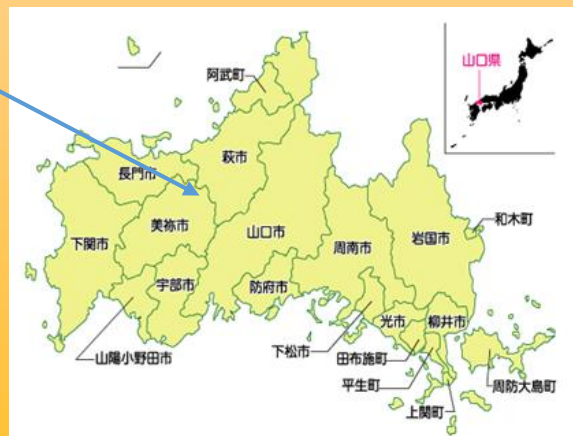 山口県
阿武町
萩市
長門市
和木町
美祢市
下関市
山口市
岩国市
周南市
宇部市
防府市
光市
柳井市
山陽小野田市
下松市
田布施町
周防大島町
平生町
上関町